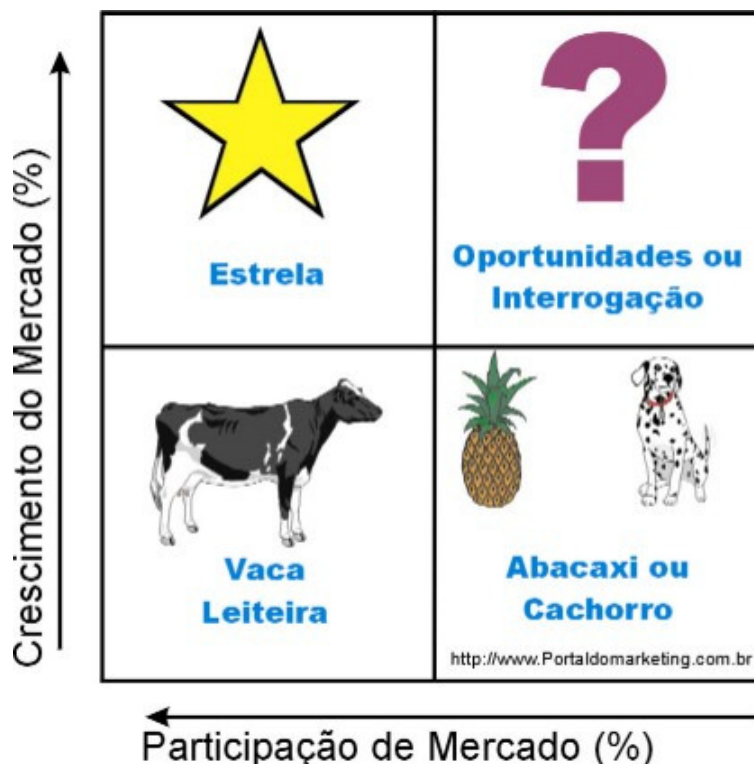 Crescimento do Mercado (%)
Estrela
Oportunidades ou
Interrogação
Vaca
Leiteira
Abacaxi ou
Cachorro
http://www.Portaldomarketing.com.br
Participação de Mercado (%)